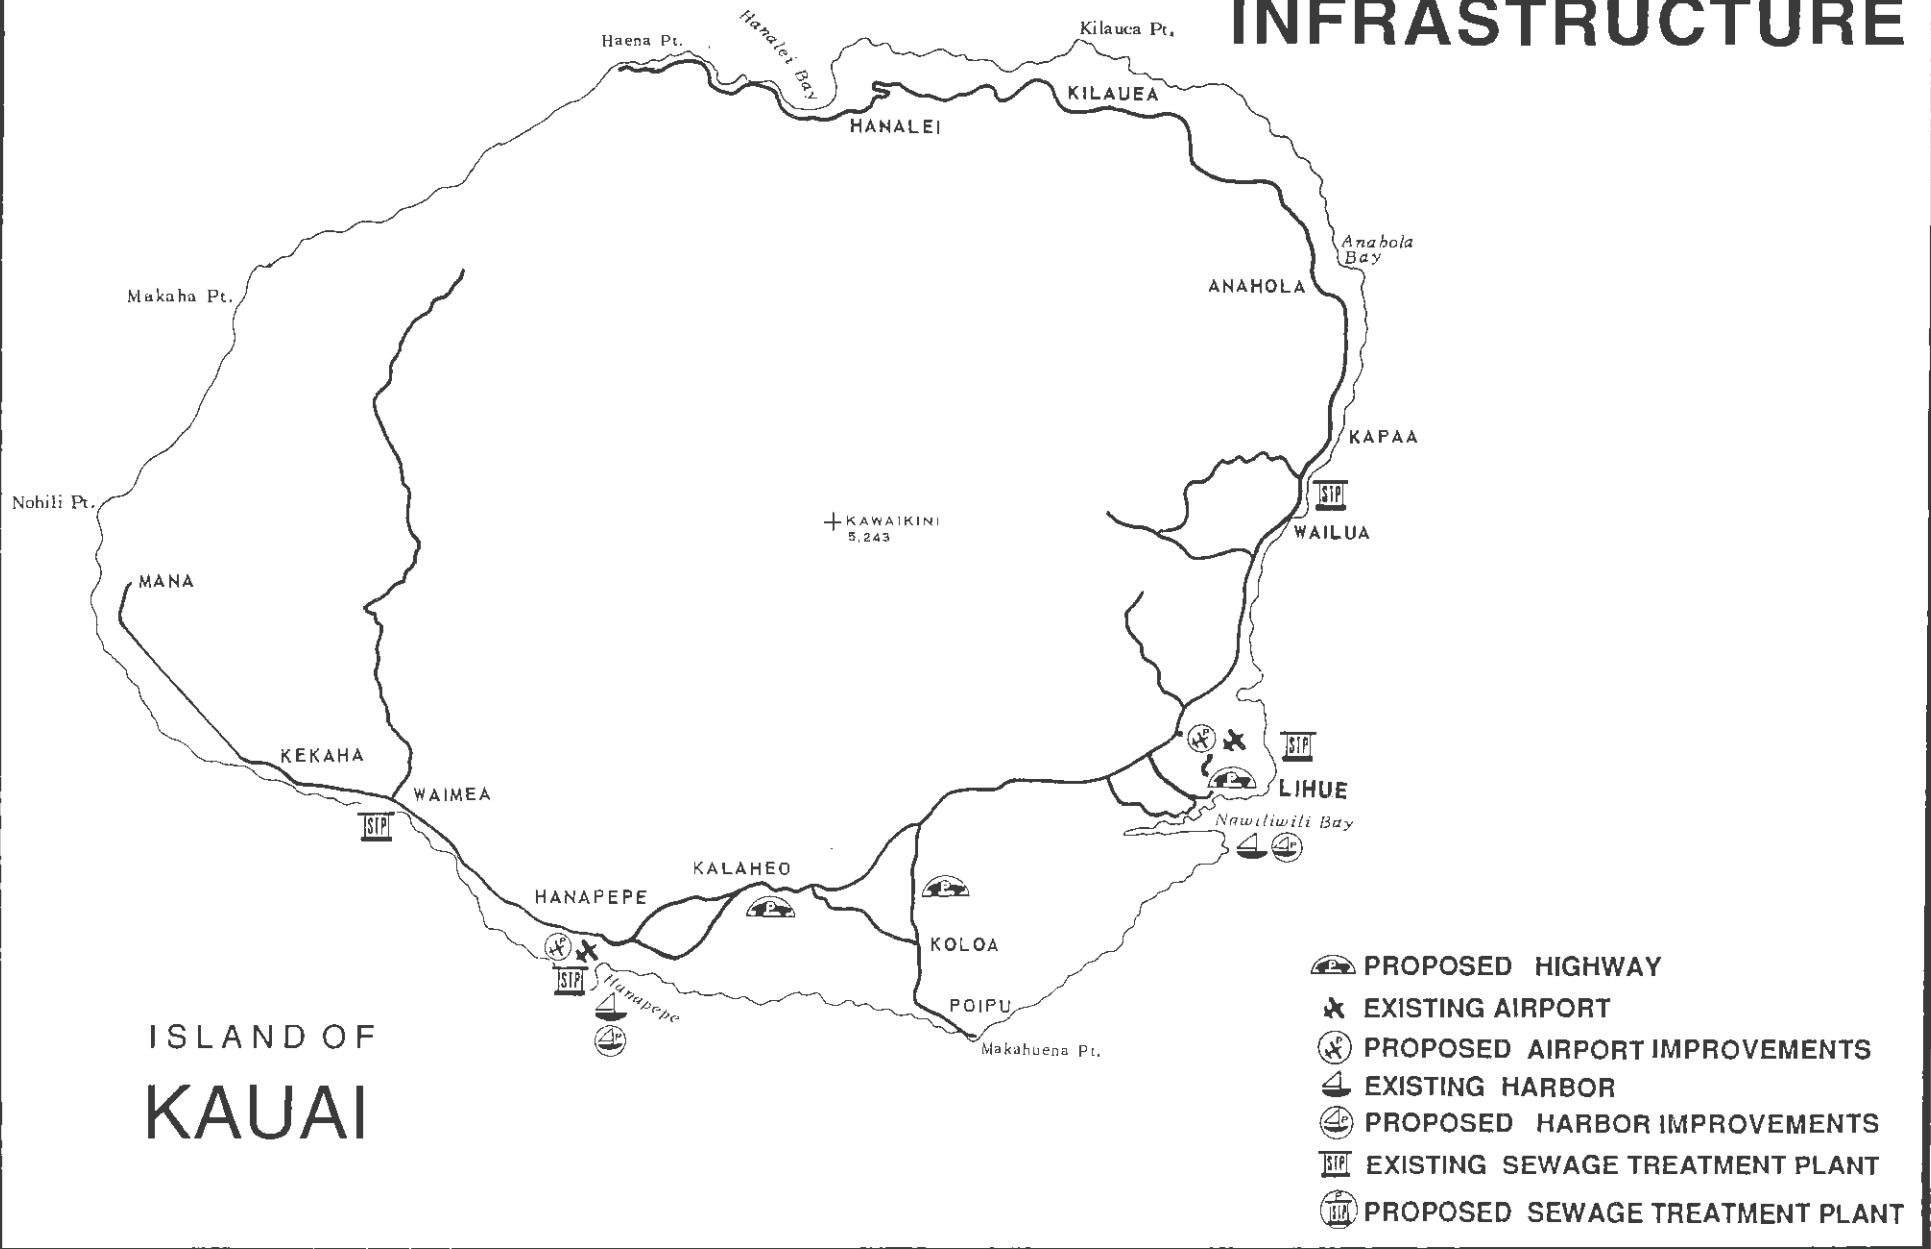 INFRASTRUCTURE
Haena Pt.
Hanalei Bay
Kilauea Pt.
KILAUEA
HANALEI
Anahola
Bay
ANAHOLA
Makaha Pt.
KAPAA
Nohili Pt.
STP
KAWAIKINI
5,243
WAILUA
MANA
P
STP
KEKAHA
P
LIHUE
WAIMEA
STP
Nawiliwili Bay
P
KALAHEO
P
HANAPEPE
P
KOLOA
P
STP
Hanapepe
POIPU
P
Makahuena Pt.
ISLAND OF
KAUAI
P PROPOSED HIGHWAY
EXISTING AIRPORT
P PROPOSED AIRPORT IMPROVEMENTS
EXISTING HARBOR
P PROPOSED HARBOR IMPROVEMENTS
STP EXISTING SEWAGE TREATMENT PLANT
P STP PROPOSED SEWAGE TREATMENT PLANT